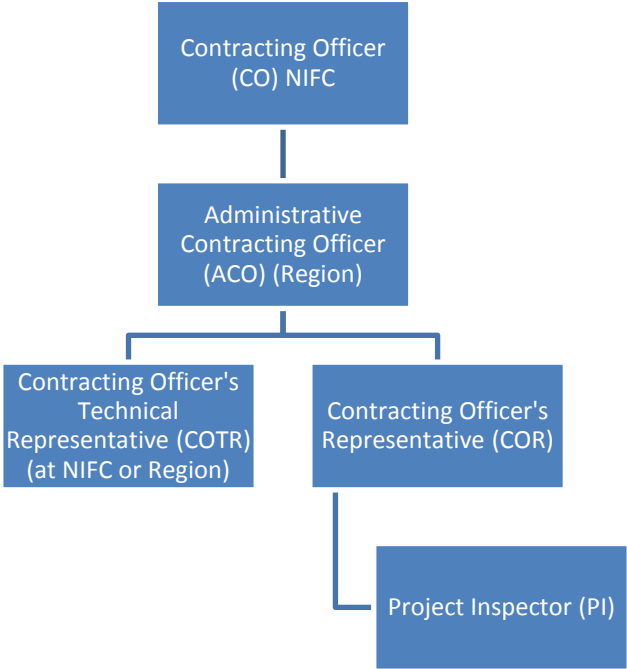 Contracting Officer
(CO) NIFC
Administrative
Contracting Officer
(ACO) (Region)
Contracting Officer's
Technical
Representative (COTR)
(at NIFC or Region)
Contracting Officer's
Representative (COR)
Project Inspector (PI)